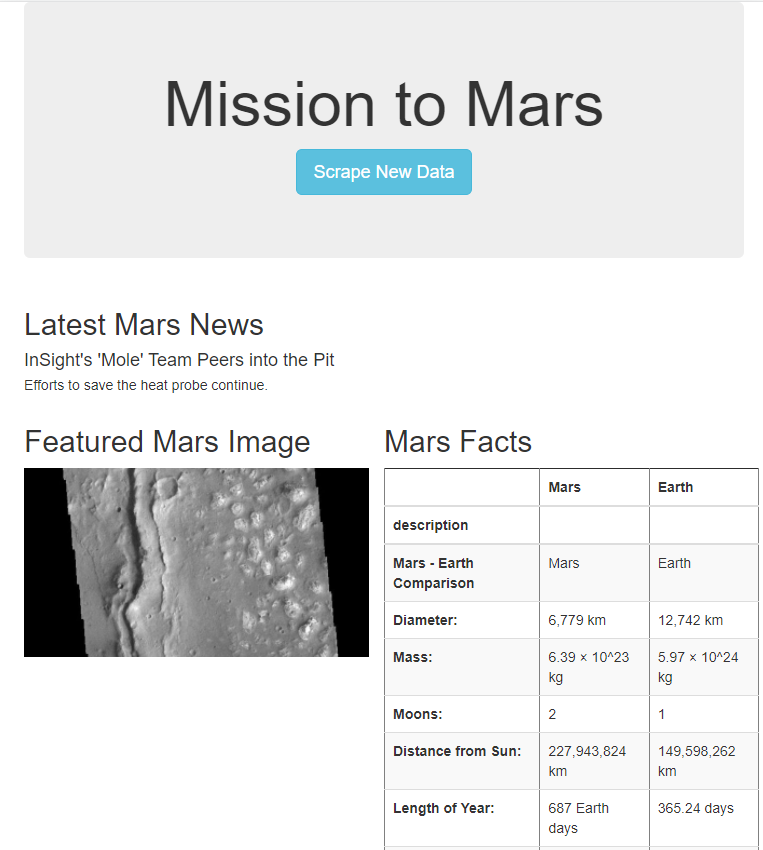 Mission to Mars
Scrape New Data
Latest Mars News
InSight's 'Mole' Team Peers into the Pit
Efforts to save the heat probe continue.
Featured Mars Image
Mars Facts
Mars Earth
description
Mars - Earth Mars Earth
Comparison
Diameter: 6,779 km 12,742 km
Mass: 6.39 × 10^23 5.97 × 10^24
kg kg
Moons: 2 1
Distance from Sun: 227,943,824 149,598,262
km km
Length of Year: 687 Earth 365.24 days
days